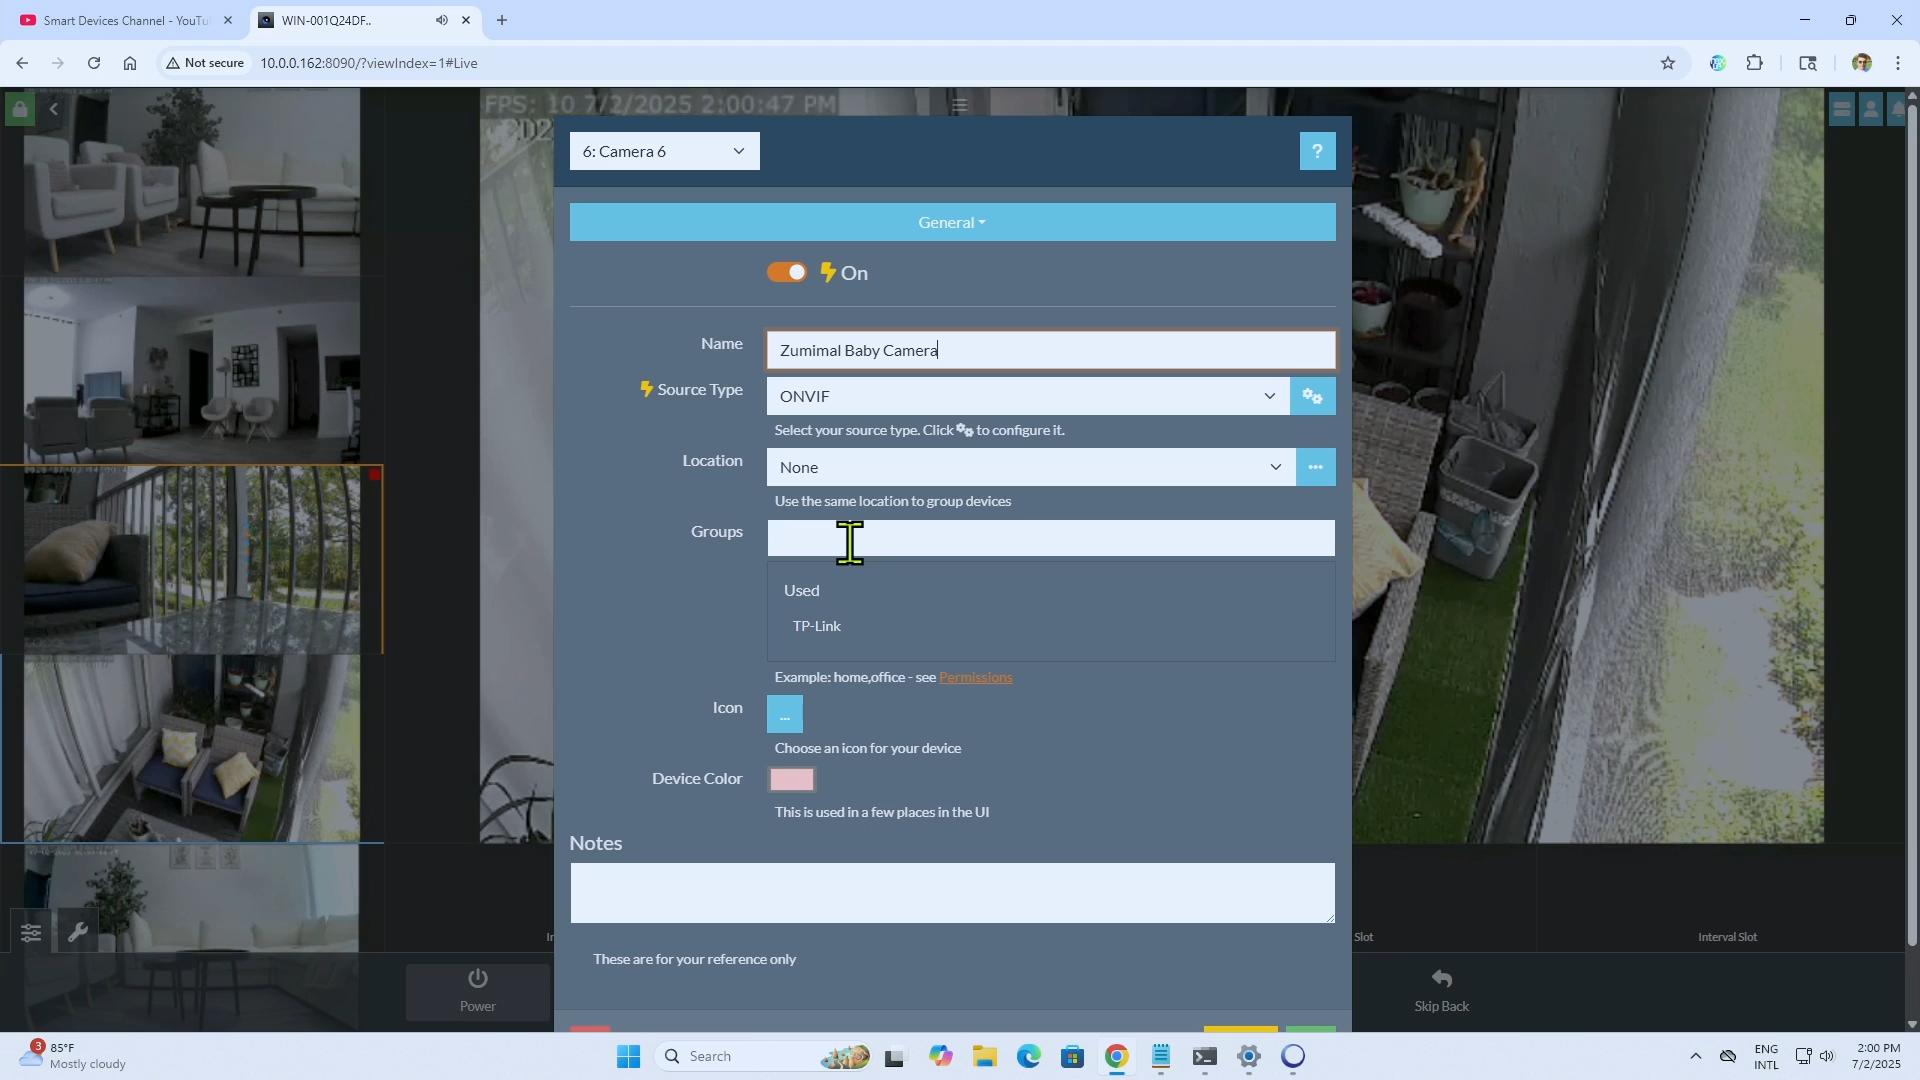 Smart Devices Channel - YouTu
WIN-001Q24DF..
Not secure
10.0.0.162:8090/?viewIndex=1#Live
FPS: 10 7/2/2025 2:00:47 PM
6: Camera 6
?
General
On
Name
Zumimal Baby Camera
Source Type
ONVIF
Select your source type. Click to configure it.
Location
None
...
Use the same location to group devices
Groups
Used
TP-Link
Example: home,office - see Permissions
Icon
...
Choose an icon for your device
Device Color
This is used in a few places in the UI
Notes
Slot
Interval Slot
These are for your reference only
Power
Skip Back
3
85°F
Mostly cloudy
Search
ENG
INTL
2:00 PM
7/2/2025